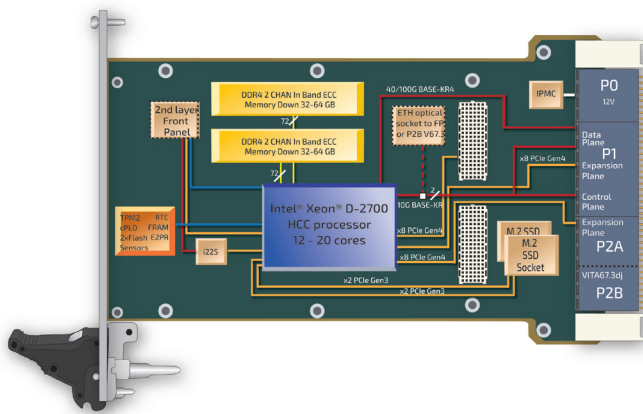 DDR4 2 CHAN In Band ECC
Memory Down 32-64 GB
72
DDR4 2 CHAN In Band ECC
Memory Down 32-64 GB
72
2nd layer
Front
Panel
40/100G BASE-KR4
ETH optical
socket to FP
or P2B V67.3
IPMC
P0
12V
Data
Plane
P1
x8 PCIe Gen4
Expansion
Plane
2
10G BASE-KR
Control
Plane
Intel® Xeon® D-2700
HCC processor
12 - 20 cores
TPM2 RTC
cPLD FRAM
2xFlash E2PR
Sensors
i225
x8 PCIe Gen4
x8 PCIe Gen4
x2 PCIe Gen3
x2 PCIe Gen3
M.2 SSD
M.2
SSD
Socket
Expansion
Plane
P2A
VITA67.3dj
P2B